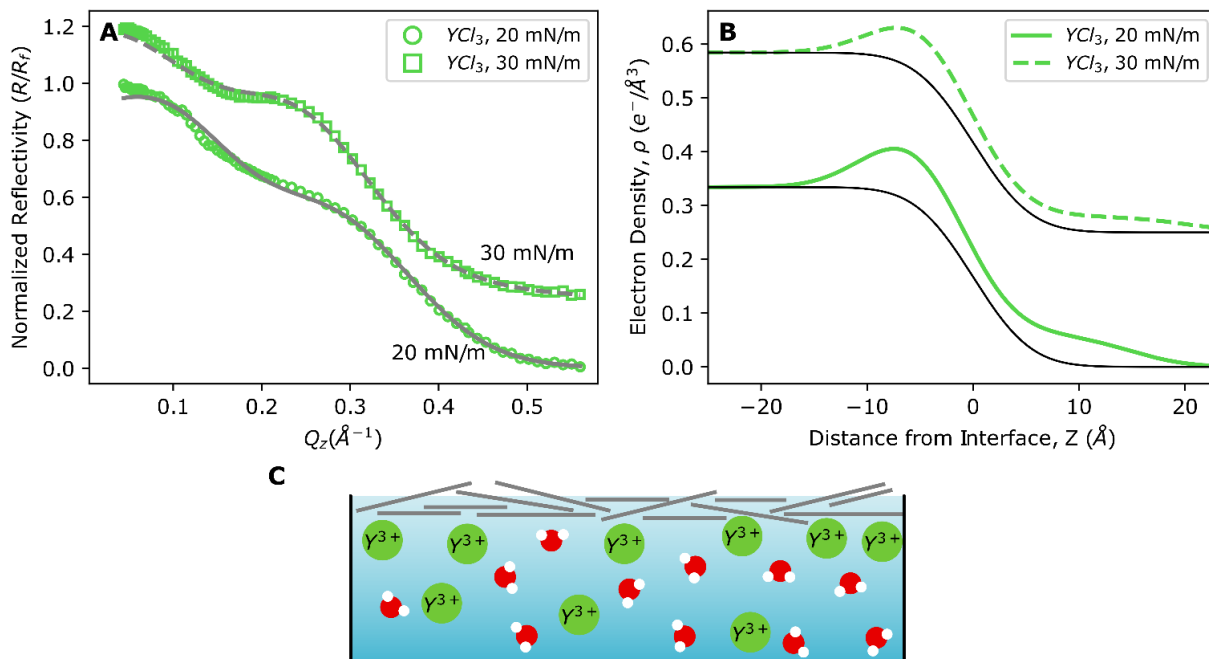 A
YCl₃, 20 mN/m
YCl₃, 30 mN/m
Normalized Reflectivity (R/R_f)
1.2
1.0
0.8
0.6
0.4
0.2
0.0
30 mN/m
20 mN/m
0.1 0.2 0.3 0.4 0.5
Q_z(Å⁻¹)
B
YCl₃, 20 mN/m
YCl₃, 30 mN/m
Electron Density, ρ (e⁻/Å³)
0.6
0.5
0.4
0.3
0.2
0.1
0.0
−20 −10 0 10 20
Distance from Interface, Z (Å)
C
Y³⁺ Y³⁺ Y³⁺ Y³⁺ Y³⁺ Y³⁺
Y³⁺ Y³⁺ Y³⁺